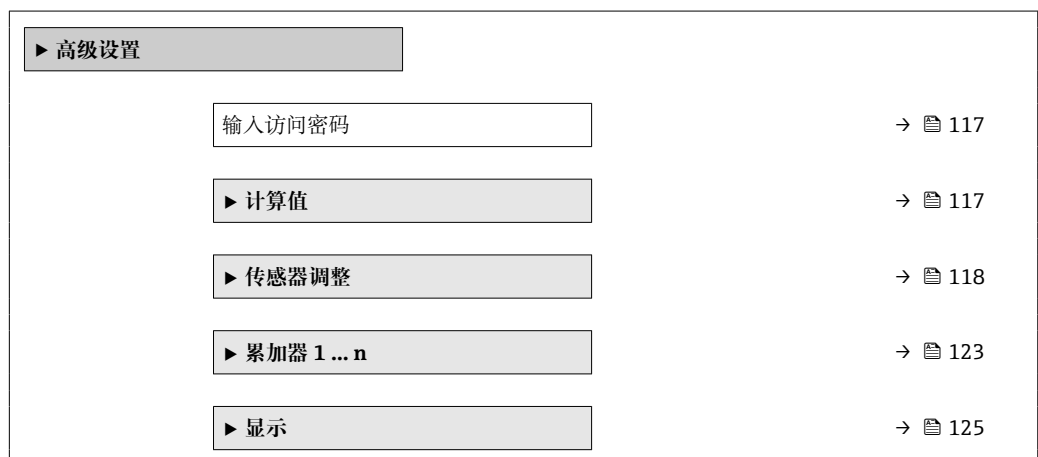 ▶ 高级设置
输入访问密码 → 🖹 117
▶ 计算值 → 🖹 117
▶ 传感器调整 → 🖹 118
▶ 累加器 1 … n → 🖹 123
▶ 显示 → 🖹 125